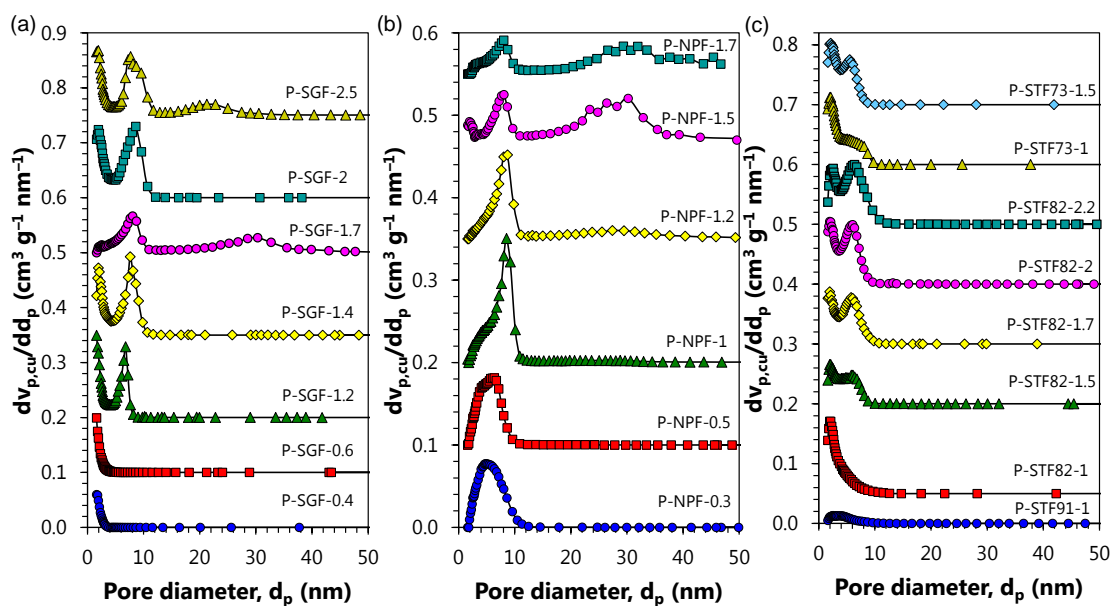 (a)
dv_p,cu/dd_p (cm³ g⁻¹ nm⁻¹)
0.9
0.8
0.7
0.6
0.5
0.4
0.3
0.2
0.1
0.0
P-SGF-2.5
P-SGF-2
P-SGF-1.7
P-SGF-1.4
P-SGF-1.2
P-SGF-0.6
P-SGF-0.4
0 10 20 30 40 50
Pore diameter, d_p (nm)
(b)
dv_p,cu/dd_p (cm³ g⁻¹ nm⁻¹)
0.6
0.5
0.4
0.3
0.2
0.1
0.0
P-NPF-1.7
P-NPF-1.5
P-NPF-1.2
P-NPF-1
P-NPF-0.5
P-NPF-0.3
0 10 20 30 40 50
Pore diameter, d_p (nm)
(c)
dv_p,cu/dd_p (cm³ g⁻¹ nm⁻¹)
0.8
0.7
0.6
0.5
0.4
0.3
0.2
0.1
0.0
P-STF73-1.5
P-STF73-1
P-STF82-2.2
P-STF82-2
P-STF82-1.7
P-STF82-1.5
P-STF82-1
P-STF91-1
0 10 20 30 40 50
Pore diameter, d_p (nm)